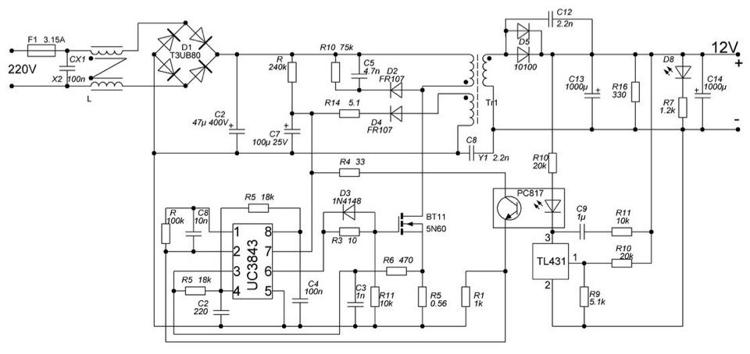 C12
2.2n
F1 3.15A
D1
T3UB80
R10 75k
C5
4.7n
D2
FR107
D5
10100
12V
+
CX1
X2 100n
220V
L
R
240k
C13
1000µ
R16
330
D8
C14
1000µ
R7
1.2k
Tr1
R14 5.1
D4
FR107
C2
47µ 400V
+
C7
100µ 25V
+
C8
Y1 2.2n
-
R4 33
R10
20k
PC817
R
100k
C8
10n
R5 18k
D3
1N4148
BT11
5N60
C9
1µ
R11
10k
1
2
3
4
UC3843
8
7
6
5
R3 10
3
TL431
1
2
R10
20k
R5 18k
R6 470
C2
220
C4
100n
C3
1n
R11
10k
R5
0.56
R1
1k
R9
5.1k